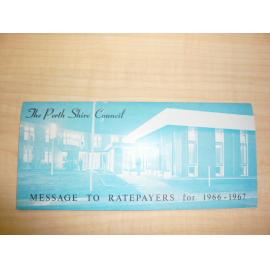 The Perth Shire Council
MESSAGE TO RATEPAYERS for 1966-1967